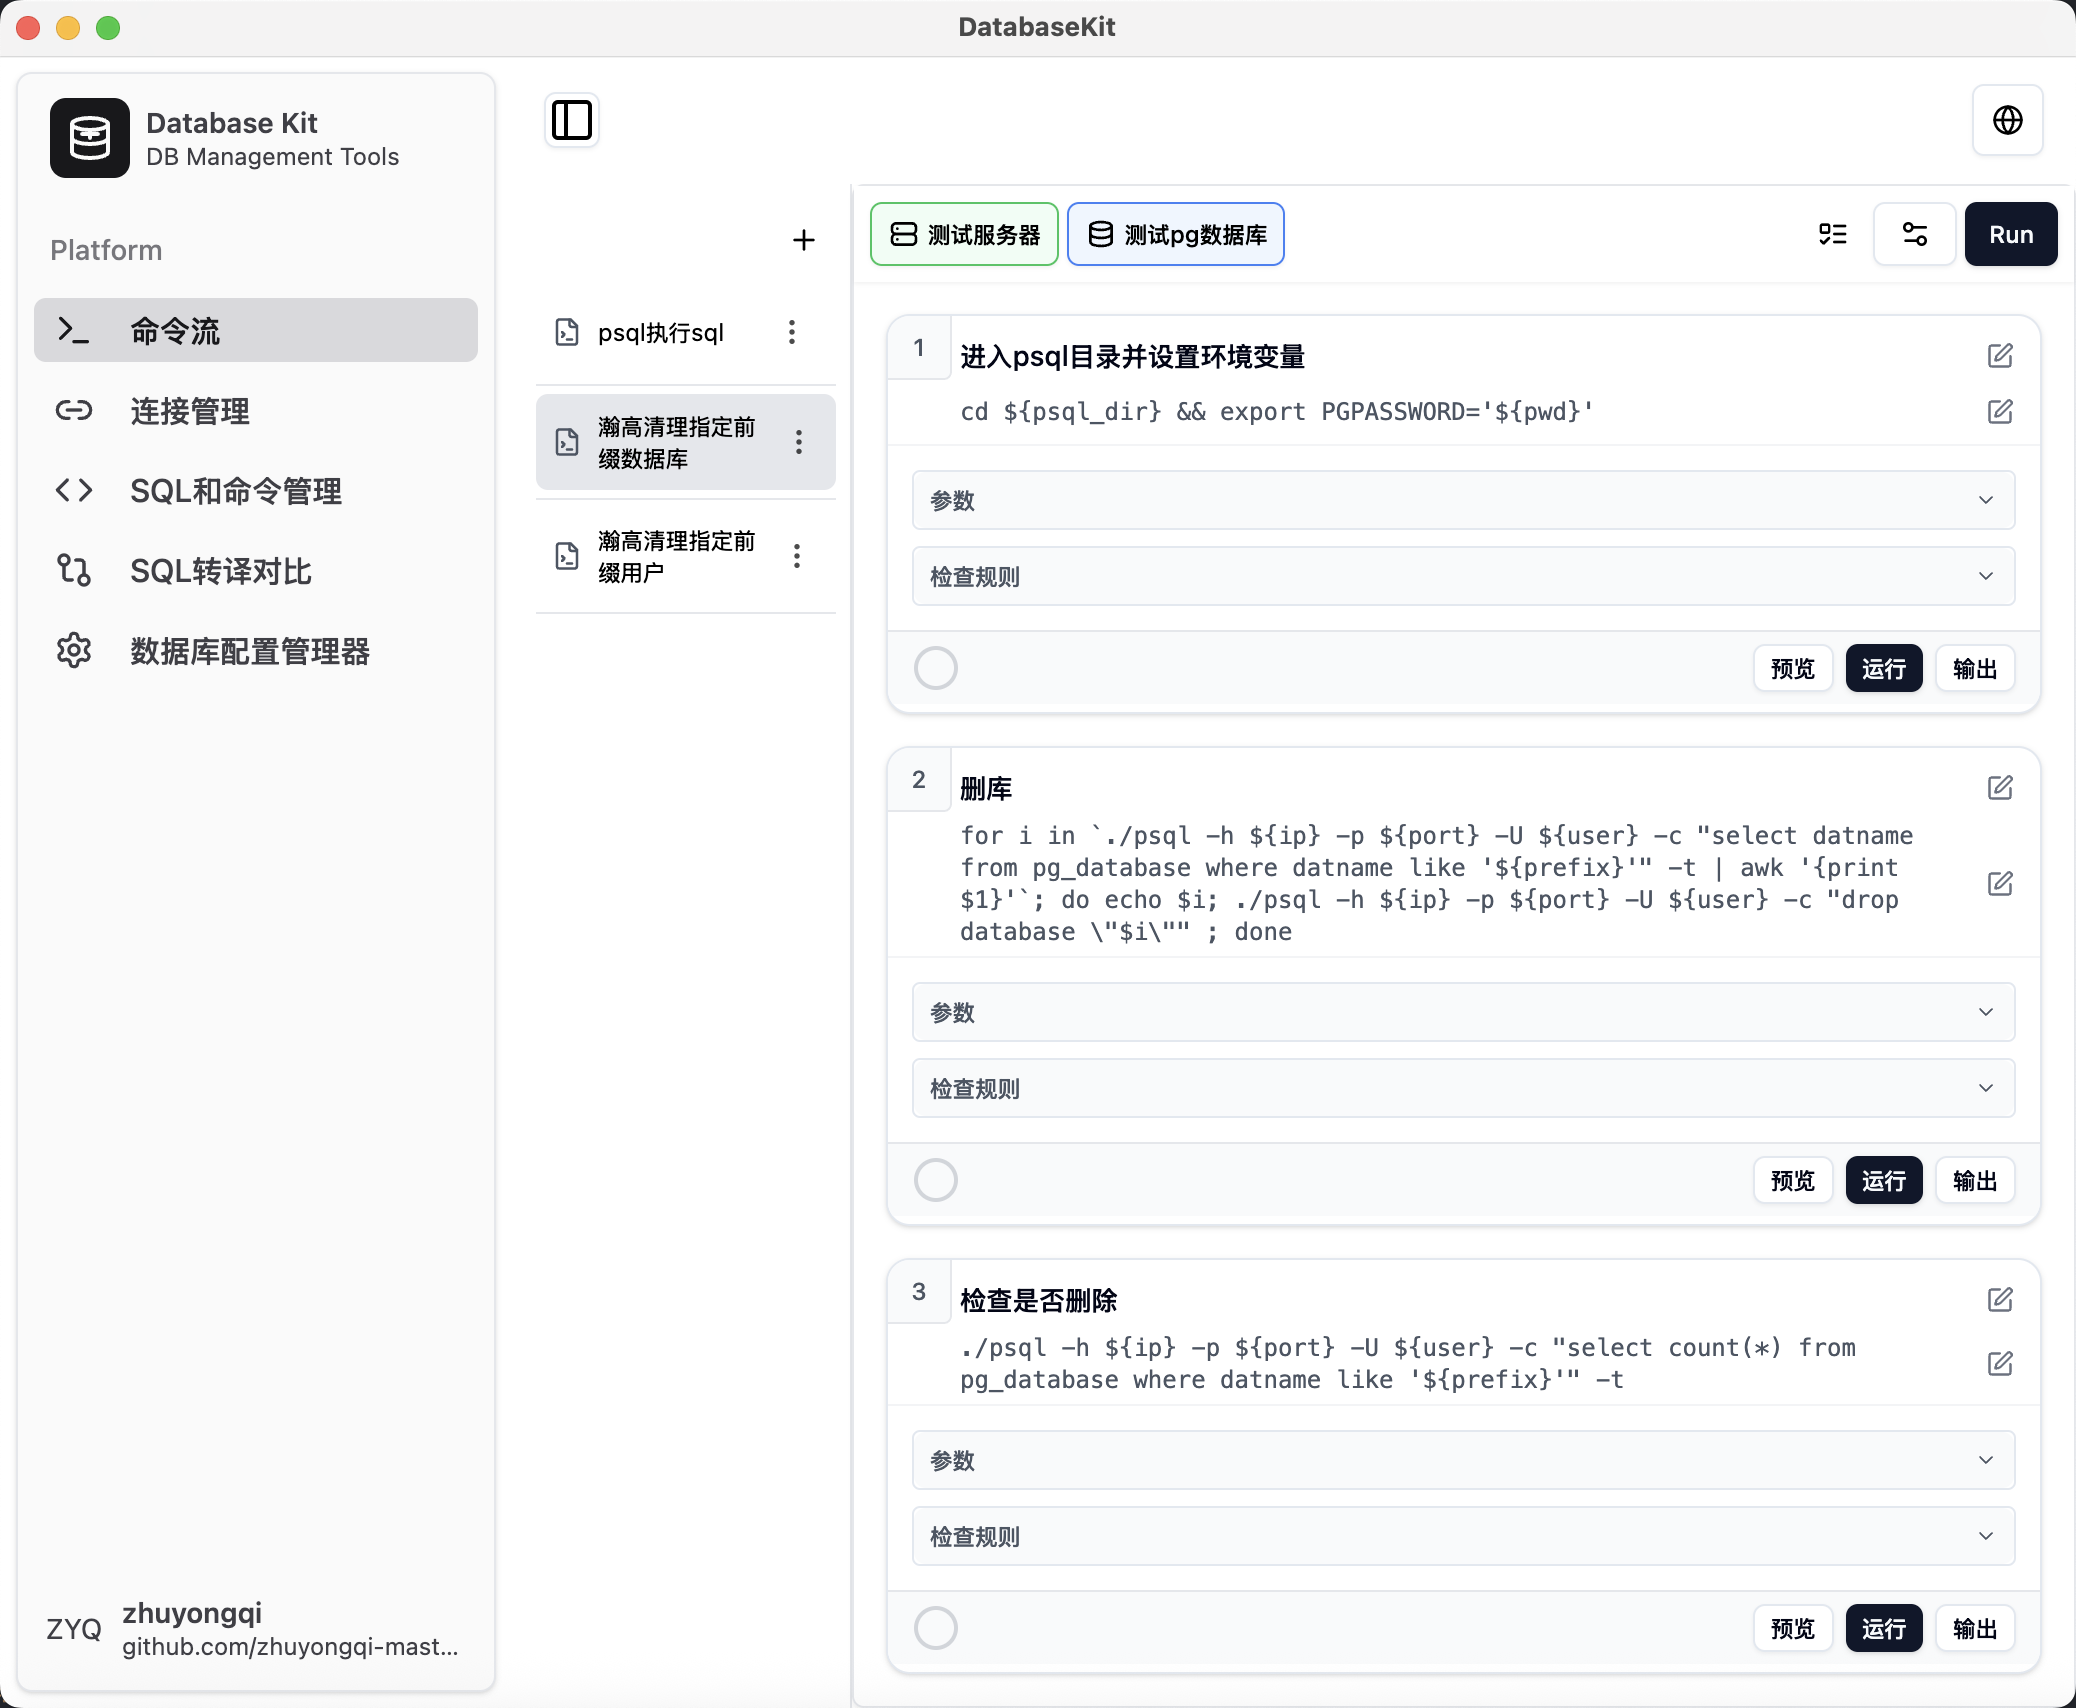 DatabaseKit
Database Kit
DB Management Tools
Platform
命令流
连接管理
SQL和命令管理
SQL转译对比
数据库配置管理器
ZYQ
zhuyongqi
github.com/zhuyongqi-mast...
psql执行sql
瀚高清理指定前
缀数据库
瀚高清理指定前
缀用户
测试服务器
测试pg数据库
Run
1
进入psql目录并设置环境变量
cd ${psql_dir} && export PGPASSWORD='${pwd}'
参数
检查规则
预览
运行
输出
2
删库
for i in `./psql -h ${ip} -p ${port} -U ${user} -c "select datname
from pg_database where datname like '${prefix}'" -t | awk '{print
$1}'`; do echo $i; ./psql -h ${ip} -p ${port} -U ${user} -c "drop
database \"$i\"" ; done
参数
检查规则
预览
运行
输出
3
检查是否删除
./psql -h ${ip} -p ${port} -U ${user} -c "select count(*) from
pg_database where datname like '${prefix}'" -t
参数
检查规则
预览
运行
输出